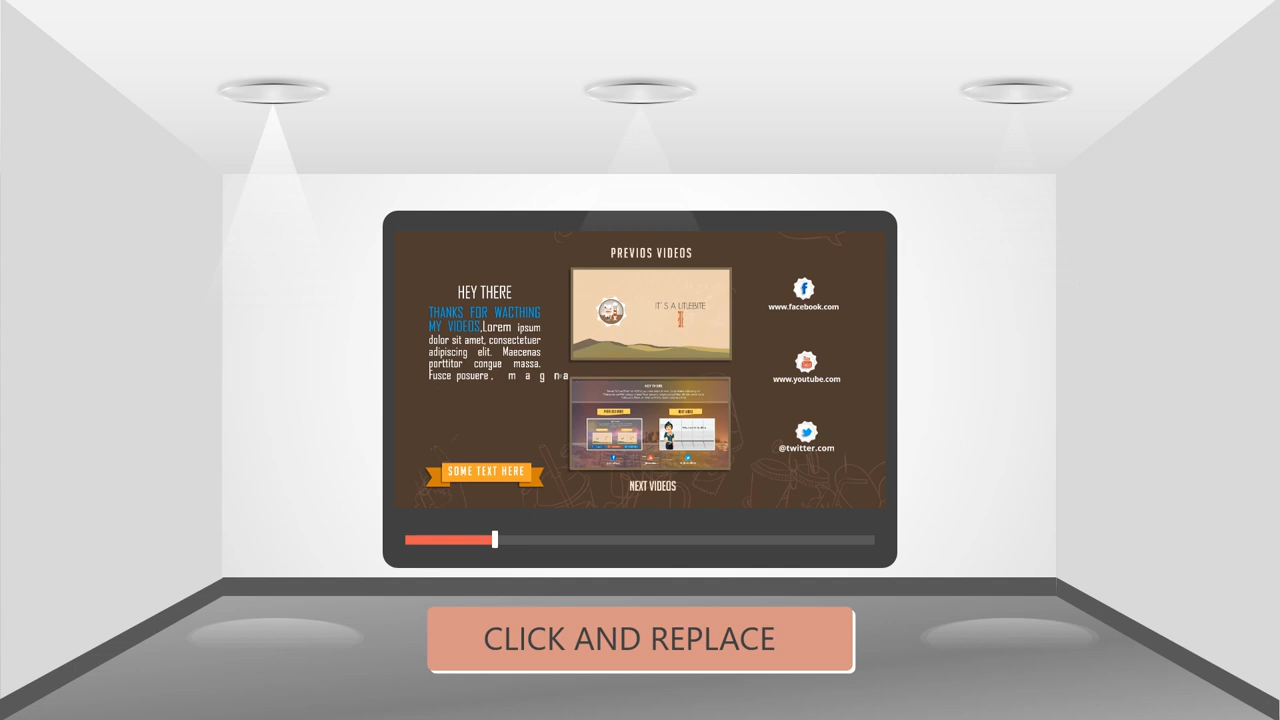 PREVIOS VIDEOS
HEY THERE
THANKS FOR WACTHING
MY VIDEOS,Lorem ipsum
dolor sit amet, consectetuer
adipiscing elit. Maecenas
porttitor congue massa.
Fusce posuere, m a g n a
IT'S A LITLEBITE
www.facebook.com
www.youtube.com
@twitter.com
SOME TEXT HERE
NEXT VIDEOS
CLICK AND REPLACE